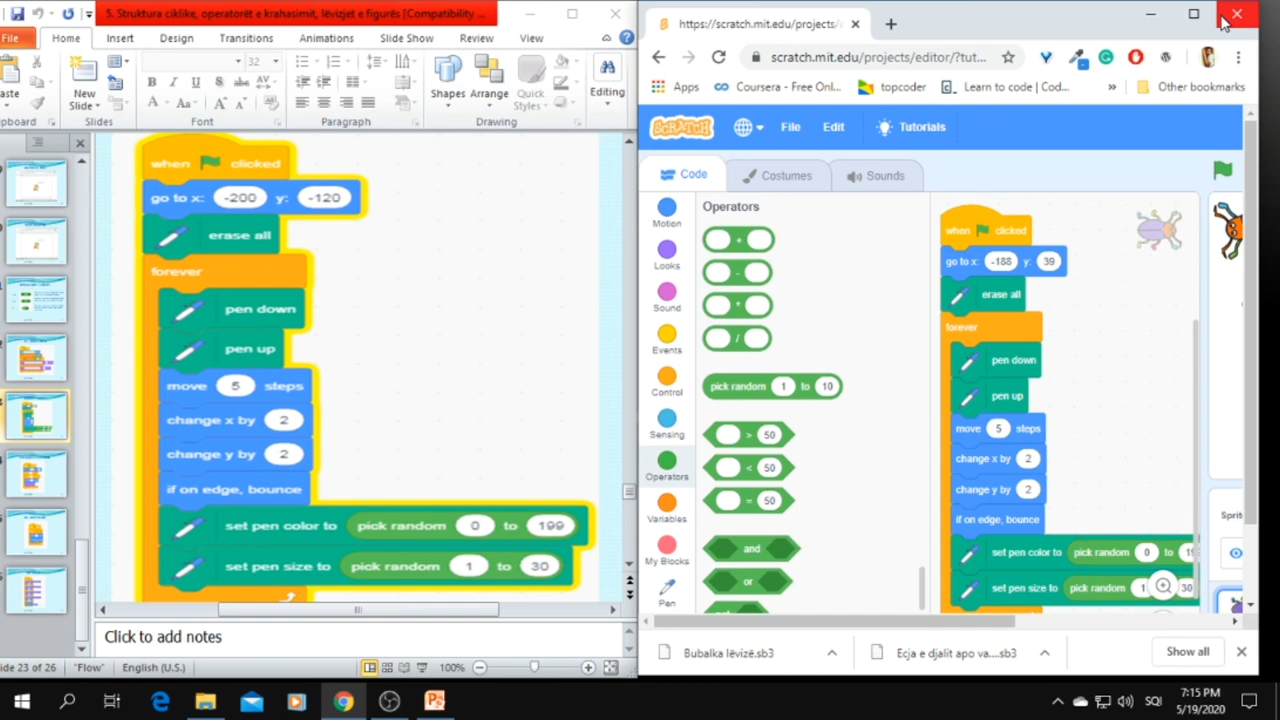 5. Struktura ciklike, operatorët e krahasimit, lëvizjet e figurës [Compatibility ...
File
Home
Insert
Design
Transitions
Animations
Slide Show
Review
View
New
Slide
Shapes
Arrange
Quick
Styles
Editing
32
B I U S abc AV
A Aa A A
Slides
Font
Paragraph
Drawing
when clicked
go to x: -200 y: -120
erase all
forever
pen down
pen up
move 5 steps
change x by 2
change y by 2
if on edge, bounce
set pen color to pick random 0 to 199
set pen size to pick random 1 to 30
Click to add notes
"Flow"
English (U.S.)
100%
https://scratch.mit.edu/projects/
scratch.mit.edu/projects/editor/?tut...
Apps
Coursera - Free Onl...
topcoder
Learn to code | Cod...
»
Other bookmarks
SCRATCH
File
Edit
Tutorials
Code
Costumes
Sounds
Motion
Looks
Sound
Events
Control
Sensing
Operators
Variables
My Blocks
Pen
Operators
+
-
*
/
pick random 1 to 10
> 50
< 50
= 50
and
or
when clicked
go to x: -188 y: 39
erase all
forever
pen down
pen up
move 5 steps
change x by 2
change y by 2
if on edge, bounce
set pen color to pick random 0 to
set pen size to pick random 1 30
Bubalka lëvizë.sb3
Ecja e djalit apo va....sb3
Show all
SQI
7:15 PM
5/19/2020